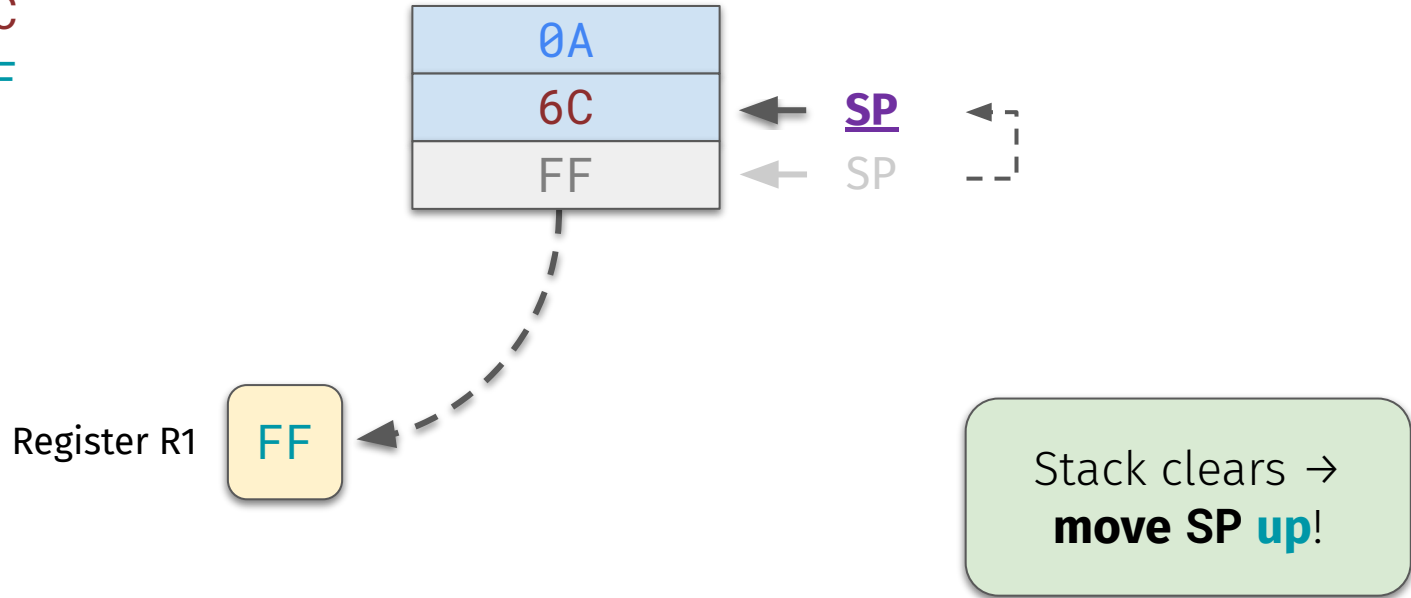 C
F
0A
6C
SP
FF
SP
Register R1
FF
Stack clears →
move SP up!